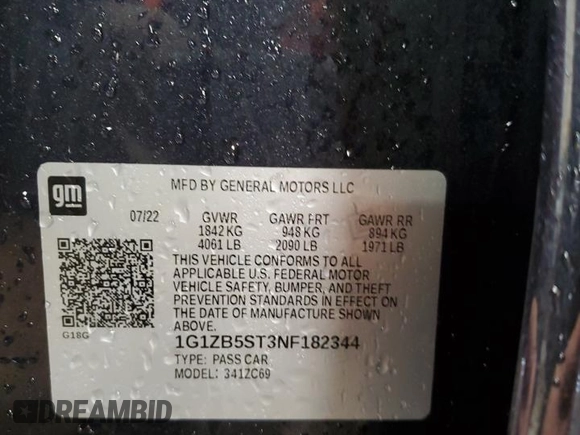 gm
MFD BY GENERAL MOTORS LLC
07/22 GVWR GAWR FRT GAWR RR
1842 KG 948 KG 894 KG
4061 LB 2090 LB 1971 LB
THIS VEHICLE CONFORMS TO ALL
APPLICABLE U.S. FEDERAL MOTOR
VEHICLE SAFETY, BUMPER, AND THEFT
PREVENTION STANDARDS IN EFFECT ON
THE DATE OF MANUFACTURE SHOWN
ABOVE.
G18G
1G1ZB5ST3NF182344
TYPE: PASS CAR
MODEL: 341ZC69
DREAMBID